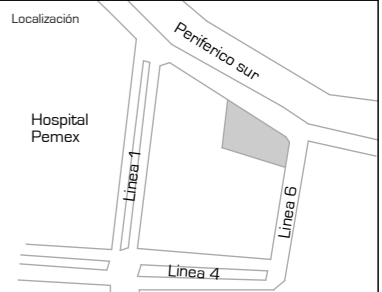 Localización
Periferico sur
Hospital
Pemex
Linea 1
Linea 6
Linea 4